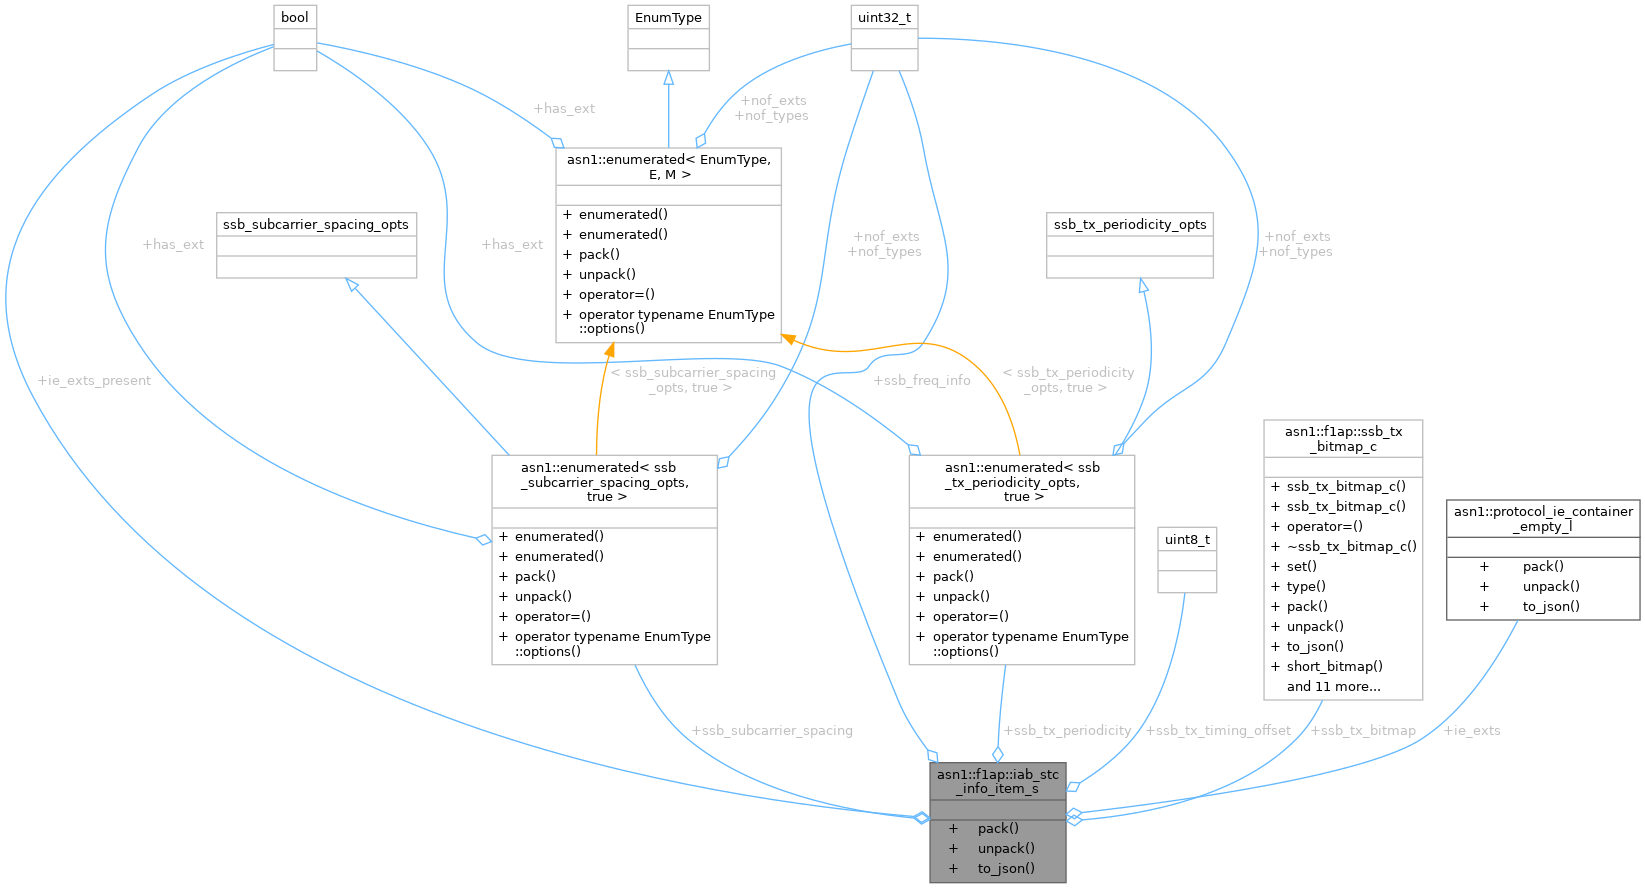 bool
EnumType
uint32_t
+has_ext
+nof_exts
+nof_types
asn1::enumerated< EnumType,
E, M >
+ enumerated()
+ enumerated()
+ pack()
+ unpack()
+ operator=()
+ operator typename EnumType
::options()
ssb_subcarrier_spacing_opts
ssb_tx_periodicity_opts
+has_ext
+has_ext
+nof_exts
+nof_types
+nof_exts
+nof_types
+ie_exts_present
< ssb_subcarrier_spacing
_opts, true >
+ssb_freq_info
< ssb_tx_periodicity
_opts, true >
asn1::enumerated< ssb
_subcarrier_spacing_opts,
true >
+ enumerated()
+ enumerated()
+ pack()
+ unpack()
+ operator=()
+ operator typename EnumType
::options()
asn1::enumerated< ssb
_tx_periodicity_opts,
true >
+ enumerated()
+ enumerated()
+ pack()
+ unpack()
+ operator=()
+ operator typename EnumType
::options()
uint8_t
asn1::f1ap::ssb_tx
_bitmap_c
+ ssb_tx_bitmap_c()
+ ssb_tx_bitmap_c()
+ operator=()
+ ~ssb_tx_bitmap_c()
+ set()
+ type()
+ pack()
+ unpack()
+ to_json()
+ short_bitmap()
and 11 more...
asn1::protocol_ie_container
_empty_l
+ pack()
+ unpack()
+ to_json()
+ssb_subcarrier_spacing
+ssb_tx_periodicity
+ssb_tx_timing_offset
+ssb_tx_bitmap
+ie_exts
asn1::f1ap::iab_stc
_info_item_s
+ pack()
+ unpack()
+ to_json()